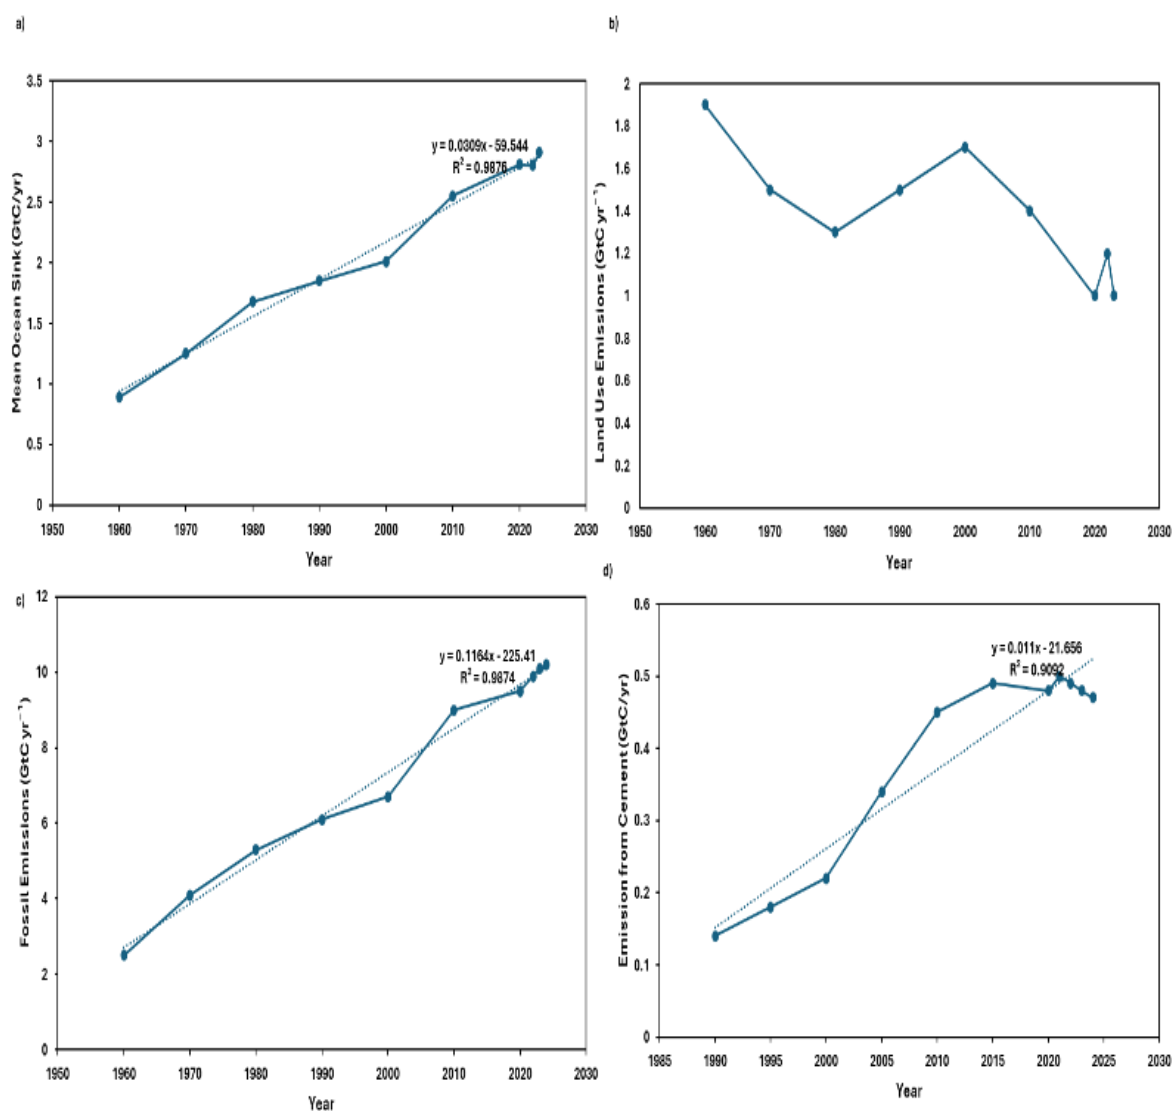 a)
3.5
3
2.5
2
1.5
1
0.5
0
1950 1960 1970 1980 1990 2000 2010 2020 2030
Year
Mean Ocean Sink (GtC/yr)
y = 0.0309x - 59.544
R² = 0.9876
b)
2
1.8
1.6
1.4
1.2
1
0.8
0.6
0.4
0.2
0
1950 1960 1970 1980 1990 2000 2010 2020 2030
Year
Land Use Emissions (GtC yr⁻¹)
c)
12
10
8
6
4
2
0
1950 1960 1970 1980 1990 2000 2010 2020 2030
Year
Fossil Emissions (GtC yr⁻¹)
y = 0.1164x - 225.41
R² = 0.9874
d)
0.6
0.5
0.4
0.3
0.2
0.1
0
1985 1990 1995 2000 2005 2010 2015 2020 2025 2030
Year
Emission from Cement (GtC/yr)
y = 0.011x - 21.656
R² = 0.9092